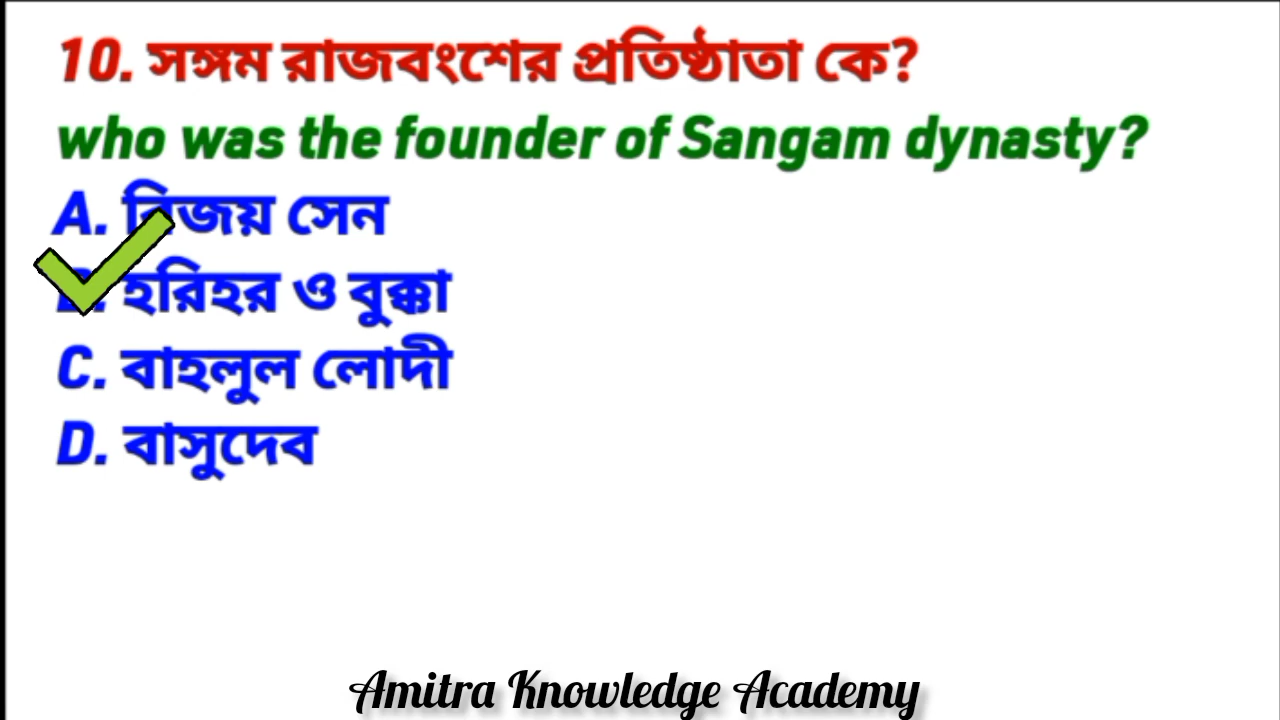 10. সঙ্গম রাজবংশের প্রতিষ্ঠাতা কে?
who was the founder of Sangam dynasty?
A. বিজয় সেন
B. হরিহর ও বুক্কা
C. বাহলুল লোদী
D. বাসুদেব
Amitra Knowledge Academy